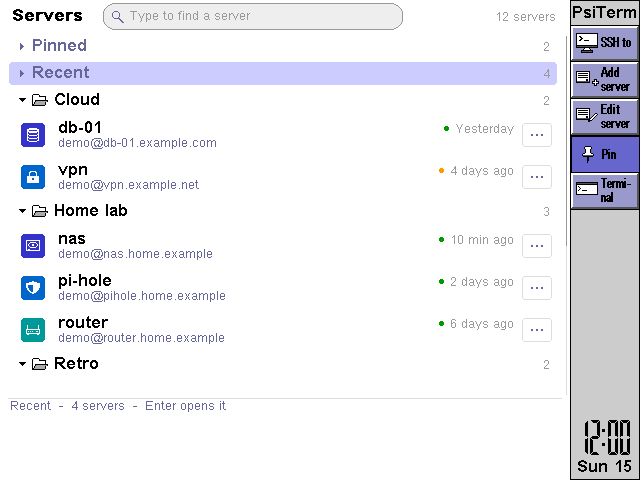 Servers
Type to find a server
12 servers
Pinned 2
Recent 4
Cloud 2
db-01
demo@db-01.example.com
Yesterday
vpn
demo@vpn.example.net
4 days ago
Home lab 3
nas
demo@nas.home.example
10 min ago
pi-hole
demo@pihole.home.example
2 days ago
router
demo@router.home.example
6 days ago
Retro 2
Recent - 4 servers - Enter opens it
PsiTerm
SSH to
Add
server
Edit
server
Pin
Termi-
nal
12:00
Sun 15